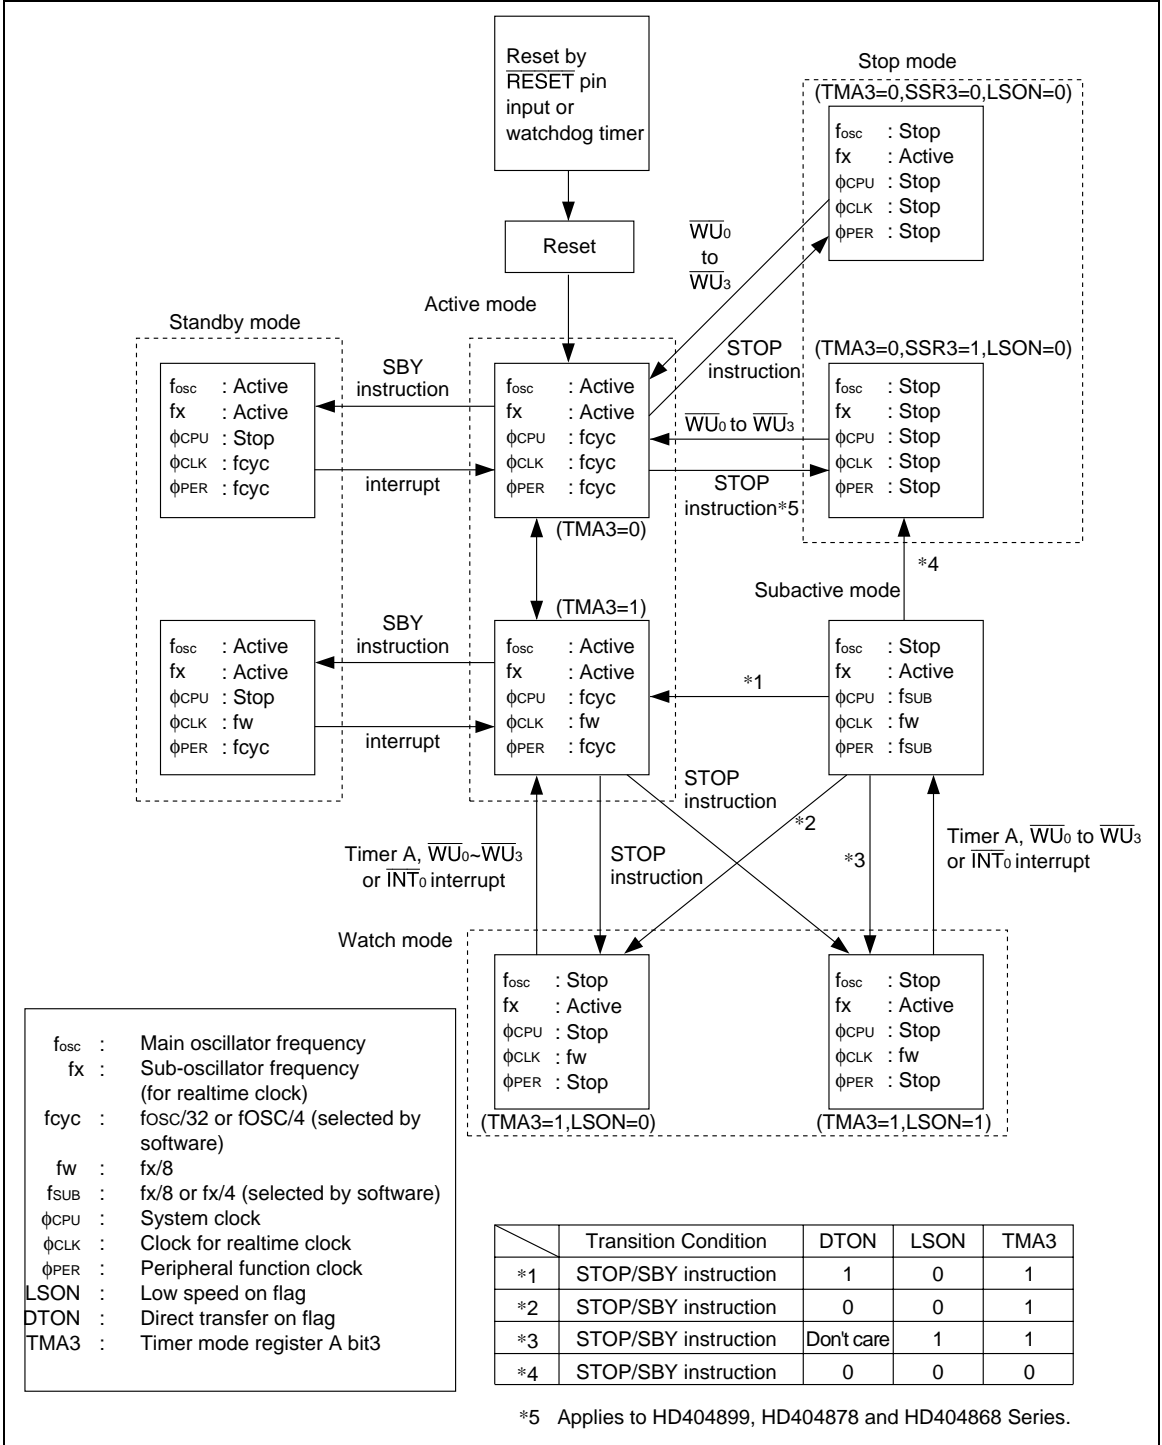 Reset by
RESET pin
input or
watchdog timer
Reset
Stop mode
(TMA3=0,SSR3=0,LSON=0)
fosc : Stop
fx : Active
ϕCPU : Stop
ϕCLK : Stop
ϕPER : Stop
WU0
to
WU3
STOP
instruction
Active mode
Standby mode
fosc : Active
fx : Active
ϕCPU : Stop
ϕCLK : fcyc
ϕPER : fcyc
SBY
instruction
interrupt
fosc : Active
fx : Active
ϕCPU : fcyc
ϕCLK : fcyc
ϕPER : fcyc
(TMA3=0)
WU0 to WU3
STOP
instruction*5
(TMA3=0,SSR3=1,LSON=0)
fosc : Stop
fx : Stop
ϕCPU : Stop
ϕCLK : Stop
ϕPER : Stop
*4
Subactive mode
(TMA3=1)
fosc : Active
fx : Active
ϕCPU : Stop
ϕCLK : fw
ϕPER : fcyc
SBY
instruction
interrupt
fosc : Active
fx : Active
ϕCPU : fcyc
ϕCLK : fw
ϕPER : fcyc
*1
fosc : Stop
fx : Active
ϕCPU : fSUB
ϕCLK : fw
ϕPER : fSUB
STOP
instruction
*2
*3
Timer A, WU0~WU3
or INT0 interrupt
STOP
instruction
Timer A, WU0 to WU3
or INT0 interrupt
Watch mode
fosc : Stop
fx : Active
ϕCPU : Stop
ϕCLK : fw
ϕPER : Stop
(TMA3=1,LSON=0)
fosc : Stop
fx : Active
ϕCPU : Stop
ϕCLK : fw
ϕPER : Stop
(TMA3=1,LSON=1)
fosc : Main oscillator frequency
fx : Sub-oscillator frequency
(for realtime clock)
fcyc : fOSC/32 or fOSC/4 (selected by
software)
fw : fx/8
fSUB : fx/8 or fx/4 (selected by software)
ϕCPU : System clock
ϕCLK : Clock for realtime clock
ϕPER : Peripheral function clock
LSON : Low speed on flag
DTON : Direct transfer on flag
TMA3 : Timer mode register A bit3
Transition Condition DTON LSON TMA3
*1 STOP/SBY instruction 1 0 1
*2 STOP/SBY instruction 0 0 1
*3 STOP/SBY instruction Don't care 1 1
*4 STOP/SBY instruction 0 0 0
*5 Applies to HD404899, HD404878 and HD404868 Series.